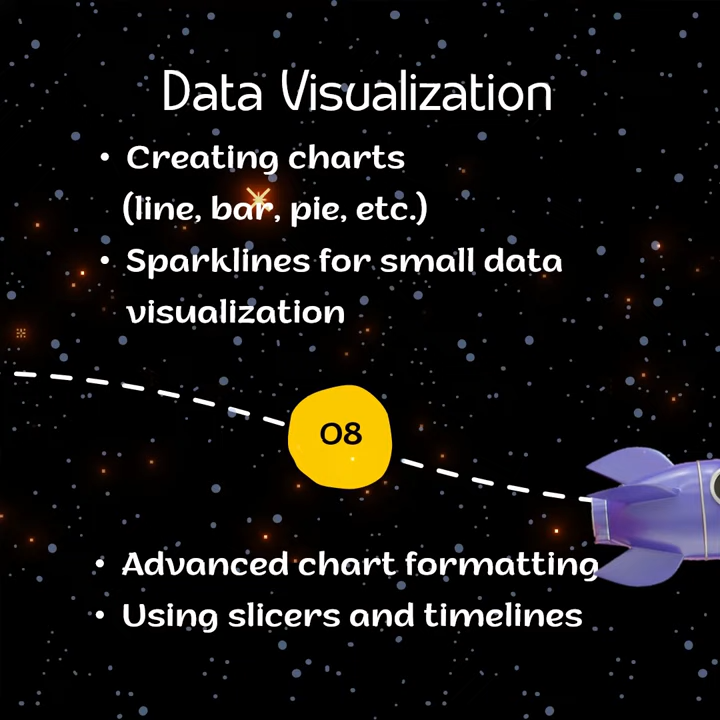 Data Visualization
• Creating charts
(line, bar, pie, etc.)
• Sparklines for small data
visualization
08
• Advanced chart formatting
• Using slicers and timelines